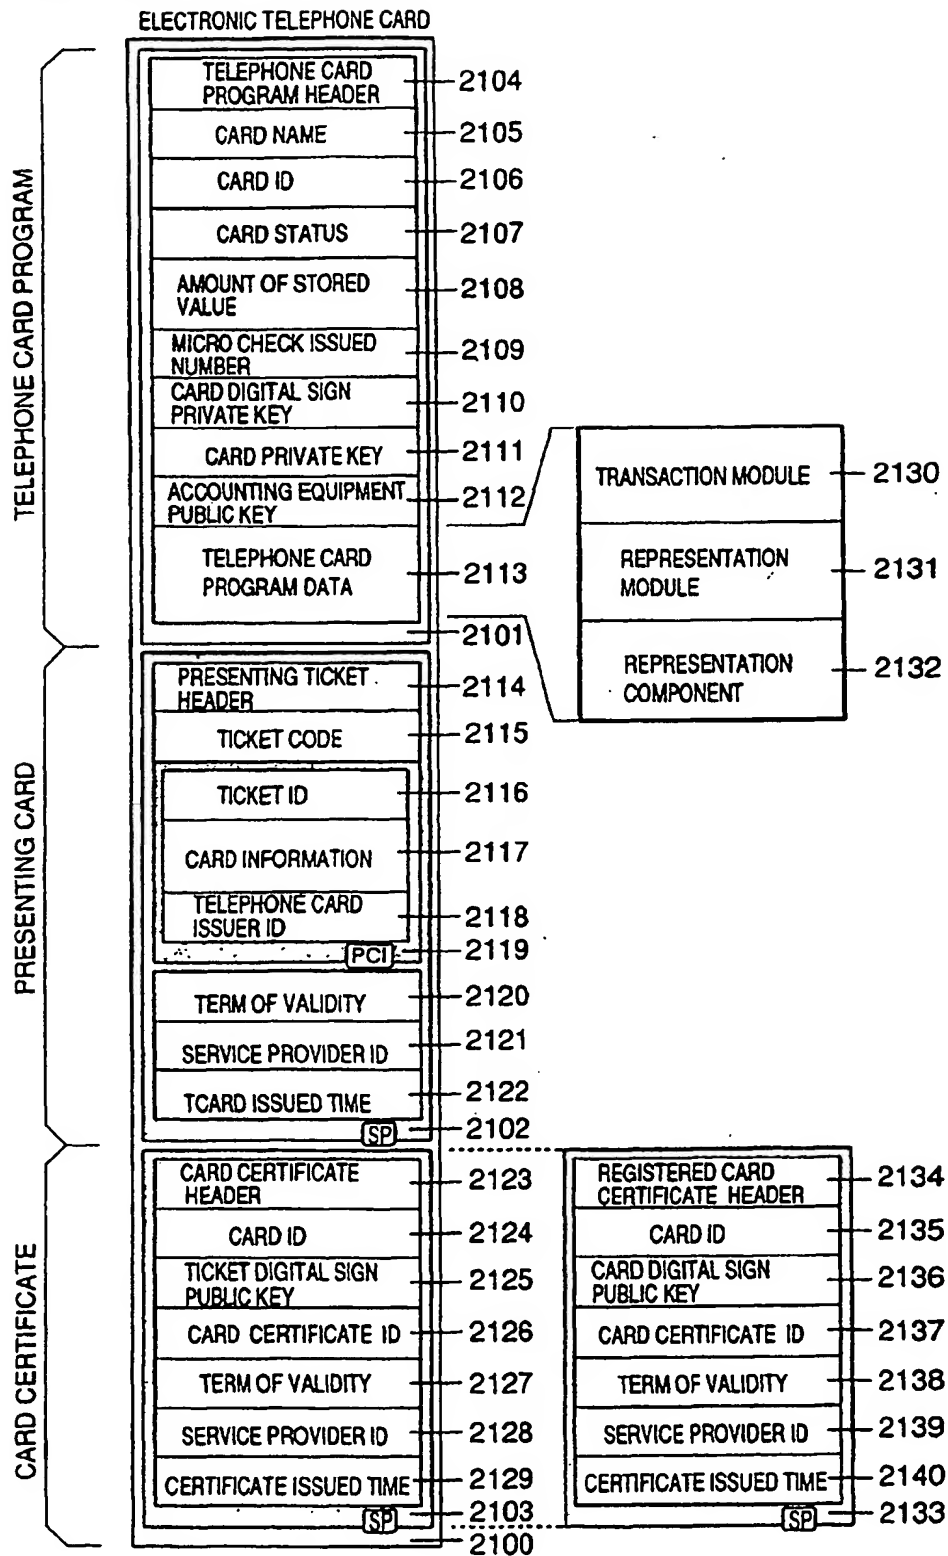 ELECTRONIC TELEPHONE CARD
TELEPHONE CARD PROGRAM
TELEPHONE CARD
PROGRAM HEADER
2104
CARD NAME
2105
CARD ID
2106
CARD STATUS
2107
AMOUNT OF STORED
VALUE
2108
MICRO CHECK ISSUED
NUMBER
2109
CARD DIGITAL SIGN
PRIVATE KEY
2110
CARD PRIVATE KEY
2111
ACCOUNTING EQUIPMENT
PUBLIC KEY
2112
TELEPHONE CARD
PROGRAM DATA
2113
2101
TRANSACTION MODULE
2130
REPRESENTATION
MODULE
2131
REPRESENTATION
COMPONENT
2132
PRESENTING CARD
PRESENTING TICKET
HEADER
2114
TICKET CODE
2115
TICKET ID
2116
CARD INFORMATION
2117
TELEPHONE CARD
ISSUER ID
2118
PCI
2119
TERM OF VALIDITY
2120
SERVICE PROVIDER ID
2121
TCARD ISSUED TIME
2122
SP
2102
CARD CERTIFICATE
CARD CERTIFICATE
HEADER
2123
CARD ID
2124
TICKET DIGITAL SIGN
PUBLIC KEY
2125
CARD CERTIFICATE ID
2126
TERM OF VALIDITY
2127
SERVICE PROVIDER ID
2128
CERTIFICATE ISSUED TIME
2129
SP
2103
2100
REGISTERED CARD
CERTIFICATE HEADER
2134
CARD ID
2135
CARD DIGITAL SIGN
PUBLIC KEY
2136
CARD CERTIFICATE ID
2137
TERM OF VALIDITY
2138
SERVICE PROVIDER ID
2139
CERTIFICATE ISSUED TIME
2140
SP
2133